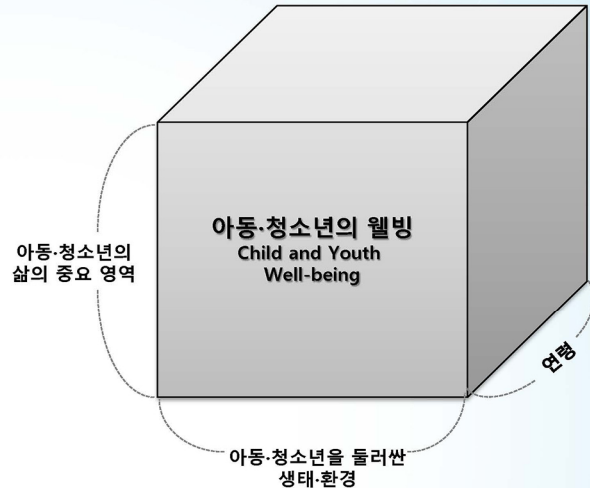 아동·청소년의 웰빙
Child and Youth
Well-being
아동·청소년의
삶의 중요 영역
연령
아동·청소년을 둘러싼
생태·환경